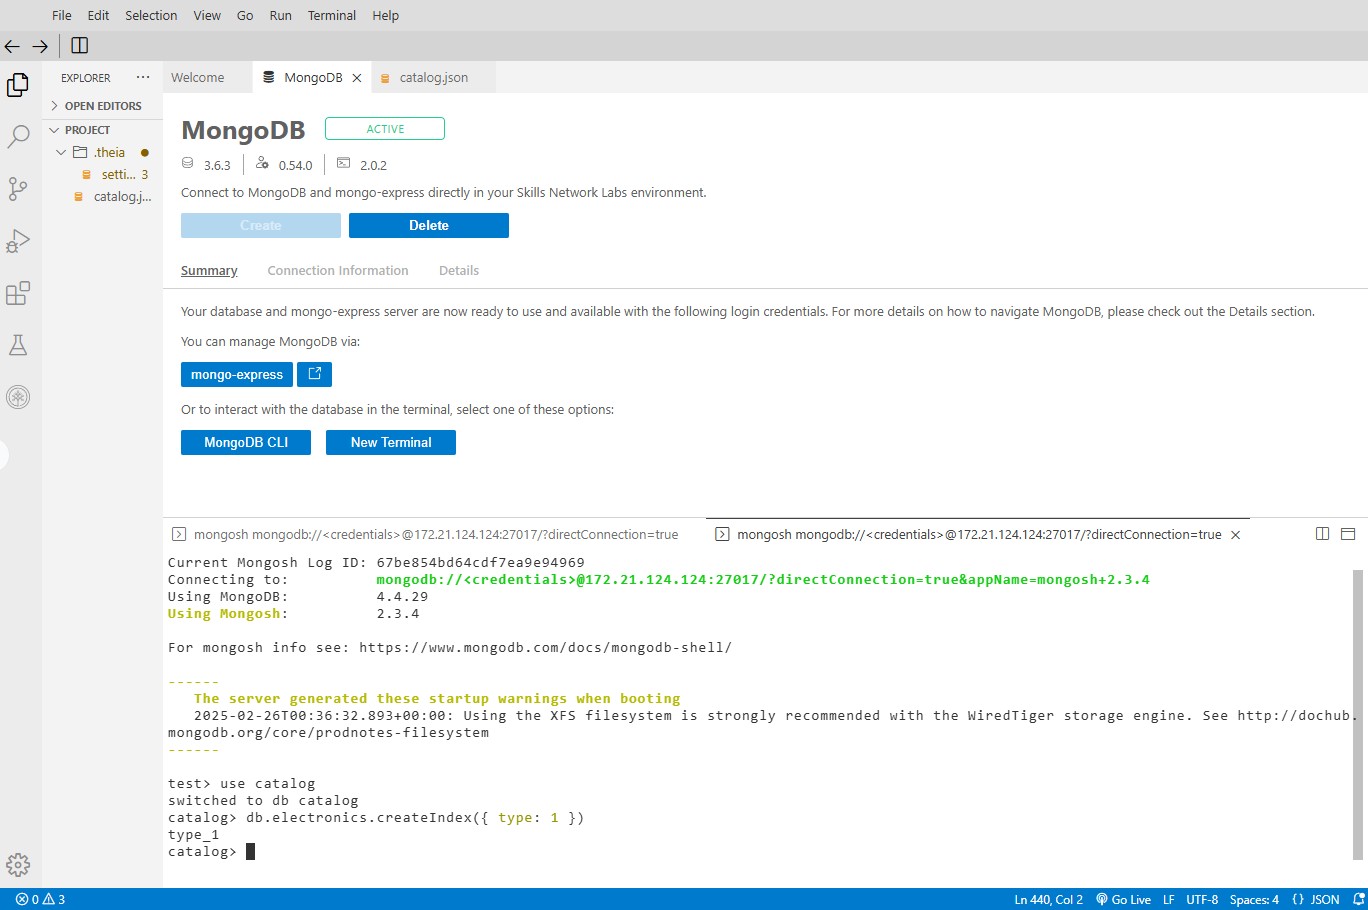 File Edit Selection View Go Run Terminal Help
EXPLORER ...
OPEN EDITORS
PROJECT
.theia
setti... 3
catalog.j...
Welcome MongoDB catalog.json
MongoDB ACTIVE
3.6.3 0.54.0 2.0.2
Connect to MongoDB and mongo-express directly in your Skills Network Labs environment.
Create Delete
Summary Connection Information Details
Your database and mongo-express server are now ready to use and available with the following login credentials. For more details on how to navigate MongoDB, please check out the Details section.
You can manage MongoDB via:
mongo-express
Or to interact with the database in the terminal, select one of these options:
MongoDB CLI New Terminal
mongosh mongodb://<credentials>@172.21.124.124:27017/?directConnection=true mongosh mongodb://<credentials>@172.21.124.124:27017/?directConnection=true
Current Mongosh Log ID: 67be854bd64cdf7ea9e94969
Connecting to: mongodb://<credentials>@172.21.124.124:27017/?directConnection=true&appName=mongosh+2.3.4
Using MongoDB: 4.4.29
Using Mongosh: 2.3.4
For mongosh info see: https://www.mongodb.com/docs/mongodb-shell/
------
The server generated these startup warnings when booting
2025-02-26T00:36:32.893+00:00: Using the XFS filesystem is strongly recommended with the WiredTiger storage engine. See http://dochub.
mongodb.org/core/prodnotes-filesystem
------
test> use catalog
switched to db catalog
catalog> db.electronics.createIndex({ type: 1 })
type_1
catalog>
0 3 Ln 440, Col 2 Go Live LF UTF-8 Spaces: 4 {} JSON